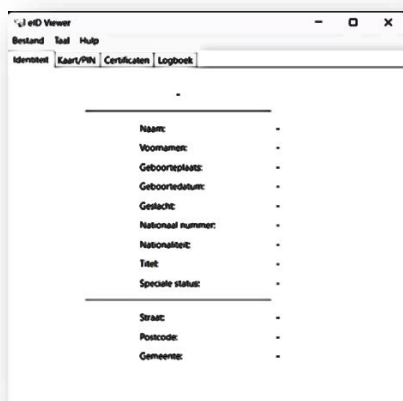 eID Viewer
Bestand Taal Hulp
Identiteit Kaart/PIN Certificaten Logboek
-
Naam: -
Voornamen: -
Geboorteplaats: -
Geboortedatum: -
Geslacht: -
Nationaal nummer: -
Nationaliteit: -
Titel: -
Speciale status: -
Straat: -
Postcode: -
Gemeente: -